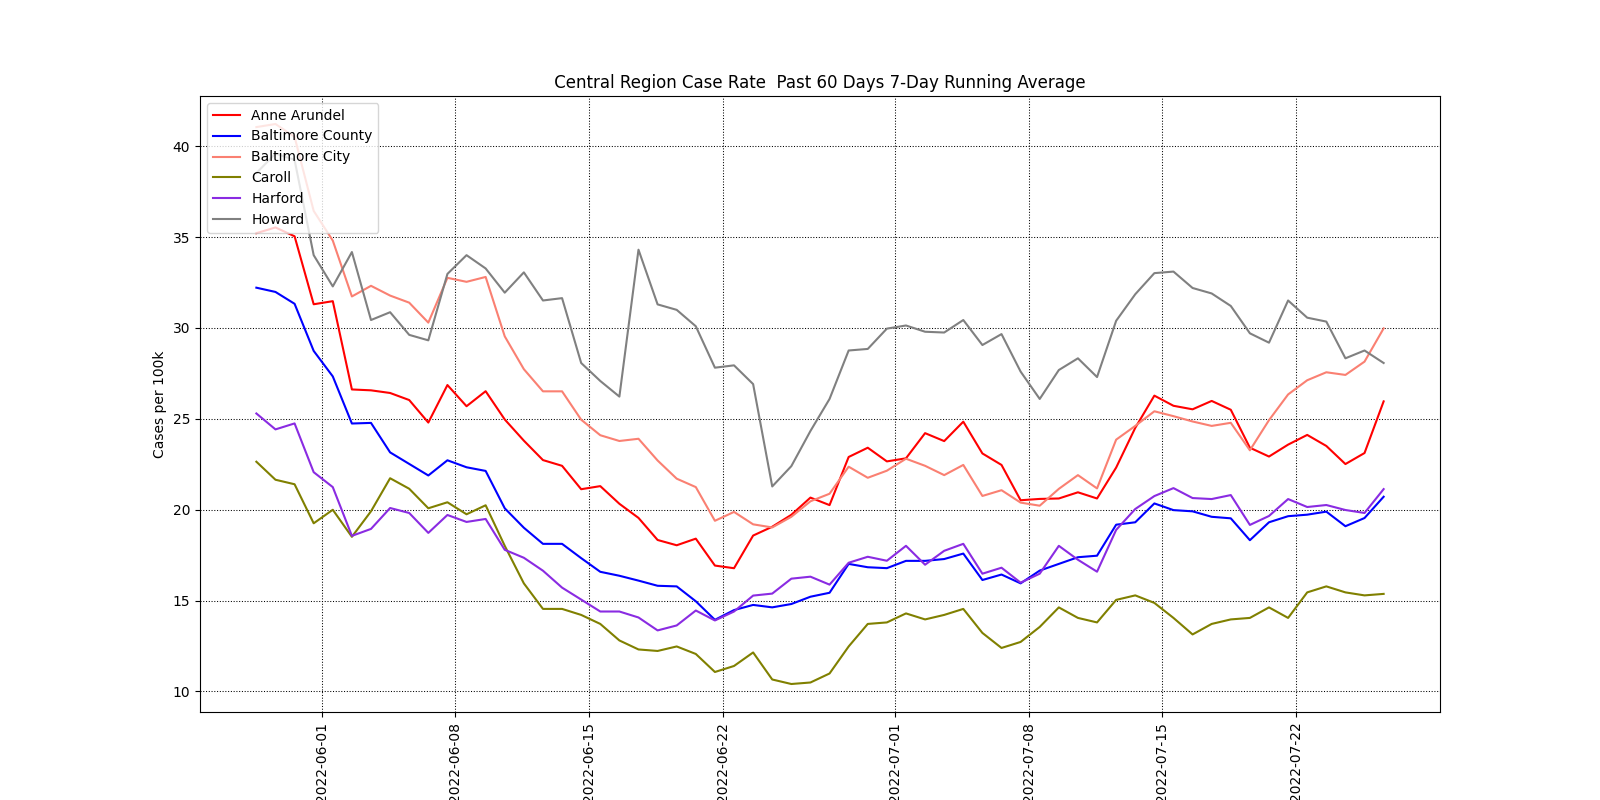 Central Region Case Rate  Past 60 Days 7-Day Running Average
Anne Arundel
Baltimore County
Baltimore City
Caroll
Harford
Howard
Cases per 100k
40
35
30
25
20
15
10
2022-06-01
2022-06-08
2022-06-15
2022-06-22
2022-07-01
2022-07-08
2022-07-15
2022-07-22